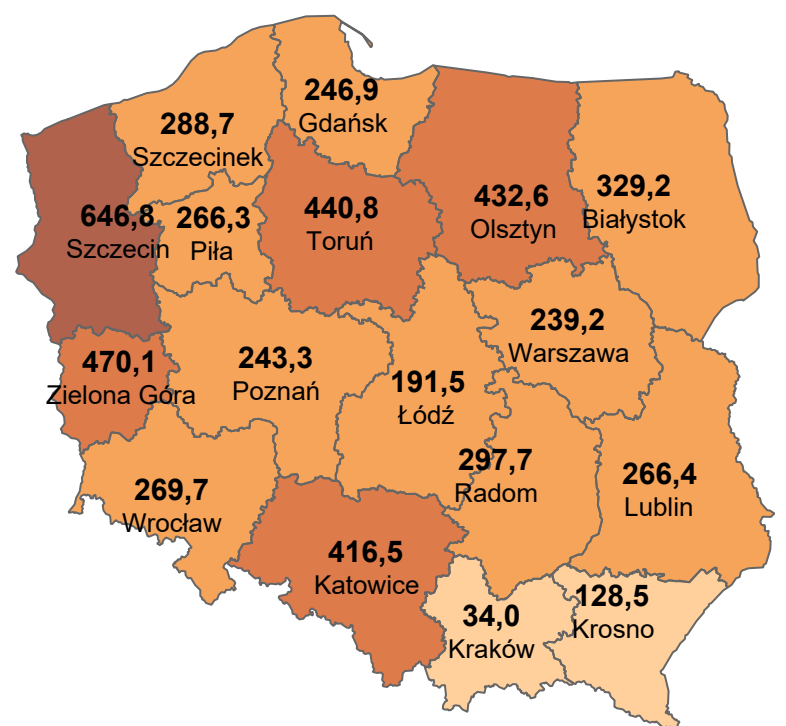 246,9
Gdańsk
288,7
Szczecinek
646,8
Szczecin
266,3
Piła
440,8
Toruń
432,6
Olsztyn
329,2
Białystok
470,1
Zielona Góra
243,3
Poznań
191,5
Łódź
239,2
Warszawa
269,7
Wrocław
297,7
Radom
266,4
Lublin
416,5
Katowice
34,0
Kraków
128,5
Krosno